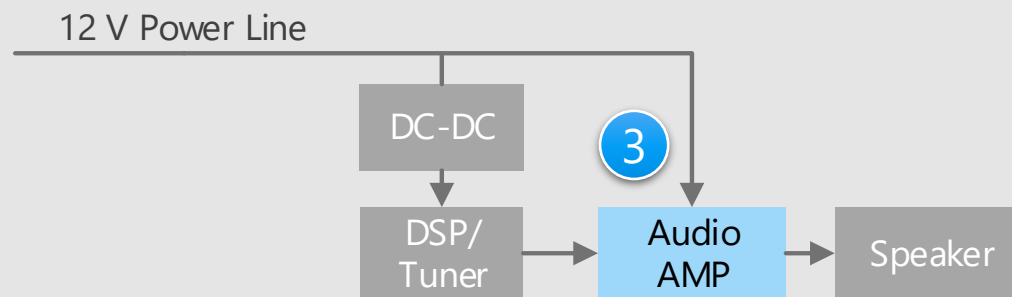 12 V Power Line
DC-DC
3
DSP/
Tuner
Audio
AMP
Speaker